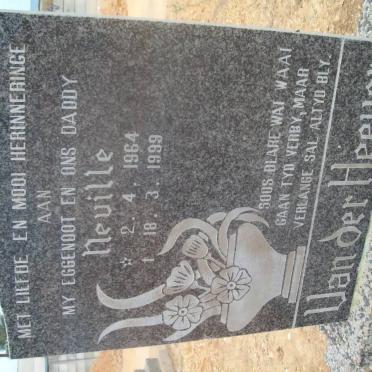 MET LIEFDE EN MOOI HERINNERINGE
AAN
MY EGGENOOT EN ONS DADDY
Neville
☆ 2. 4. 1964
† 18. 3. 1999
SOOS BLARE WAT WAAI
GAAN TYD VERBY, MAAR
VERLANGE SAL ALTYD BLY
Van der Heever